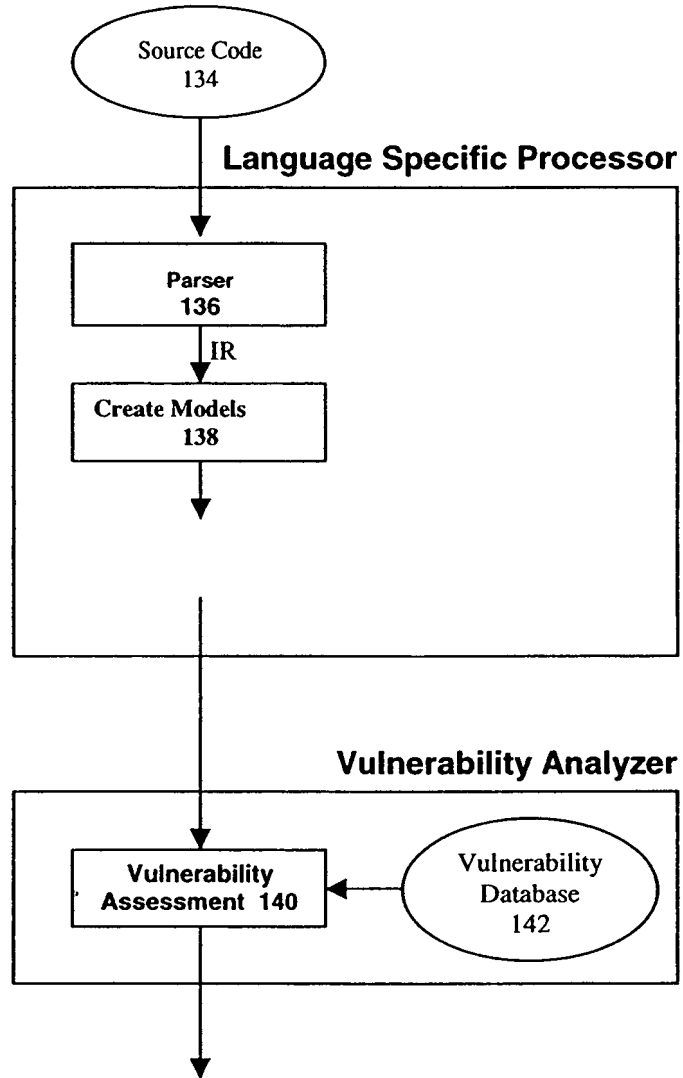 Source Code
134
Language Specific Processor
Parser
136
IR
Create Models
138
Vulnerability Analyzer
Vulnerability
Assessment 140
Vulnerability
Database
142